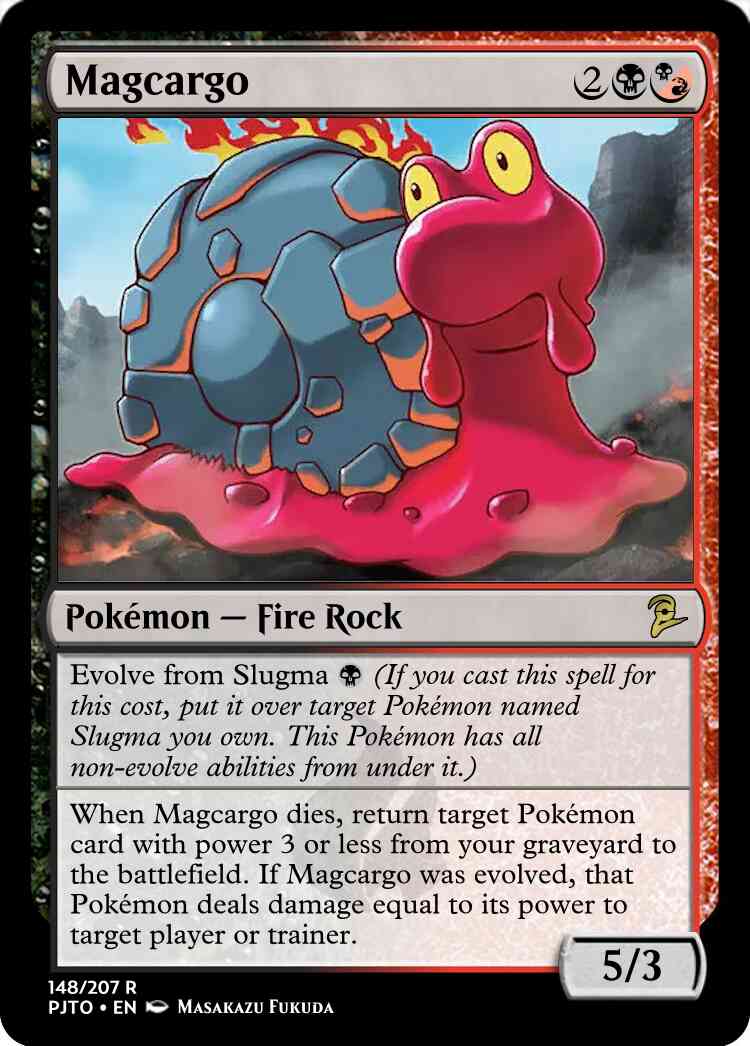 Magcargo 2
Pokémon — Fire Rock
Evolve from Slugma (If you cast this spell for
this cost, put it over target Pokémon named
Slugma you own. This Pokémon has all
non-evolve abilities from under it.)
When Magcargo dies, return target Pokémon
card with power 3 or less from your graveyard to
the battlefield. If Magcargo was evolved, that
Pokémon deals damage equal to its power to
target player or trainer.
5/3
148/207 R
PJTO • EN Masakazu Fukuda